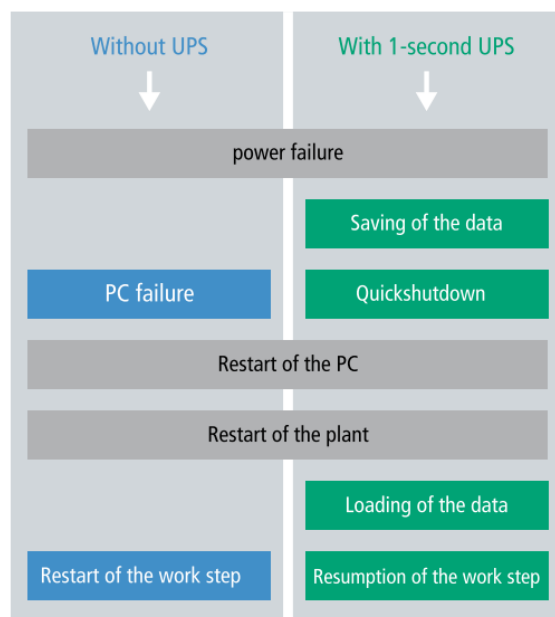 Without UPS
With 1-second UPS
power failure
Saving of the data
PC failure
Quickshutdown
Restart of the PC
Restart of the plant
Loading of the data
Restart of the work step
Resumption of the work step